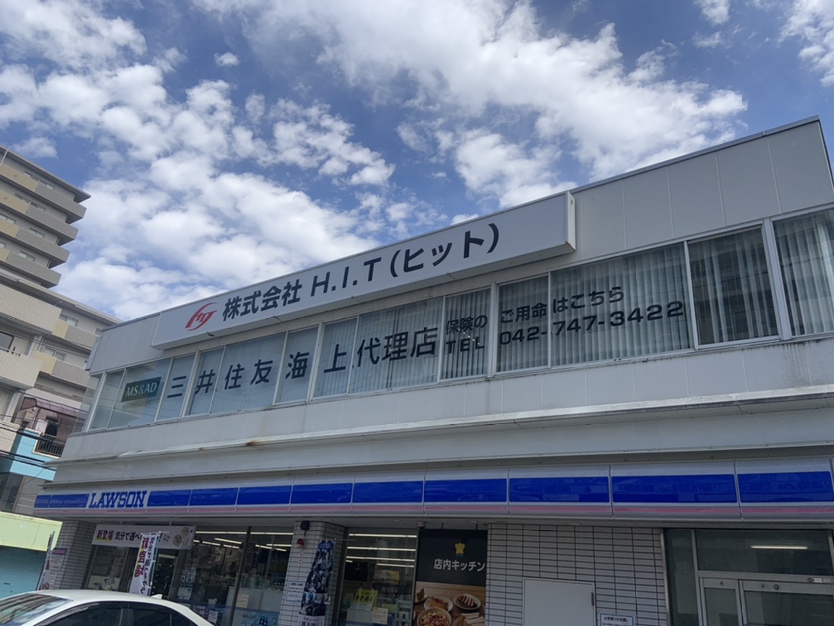 株式会社 H.I.T(ヒット)
MS&AD
三井住友海上代理店
保険の ご用命はこちら
TEL 042-747-3422
LAWSON
店内キッチン